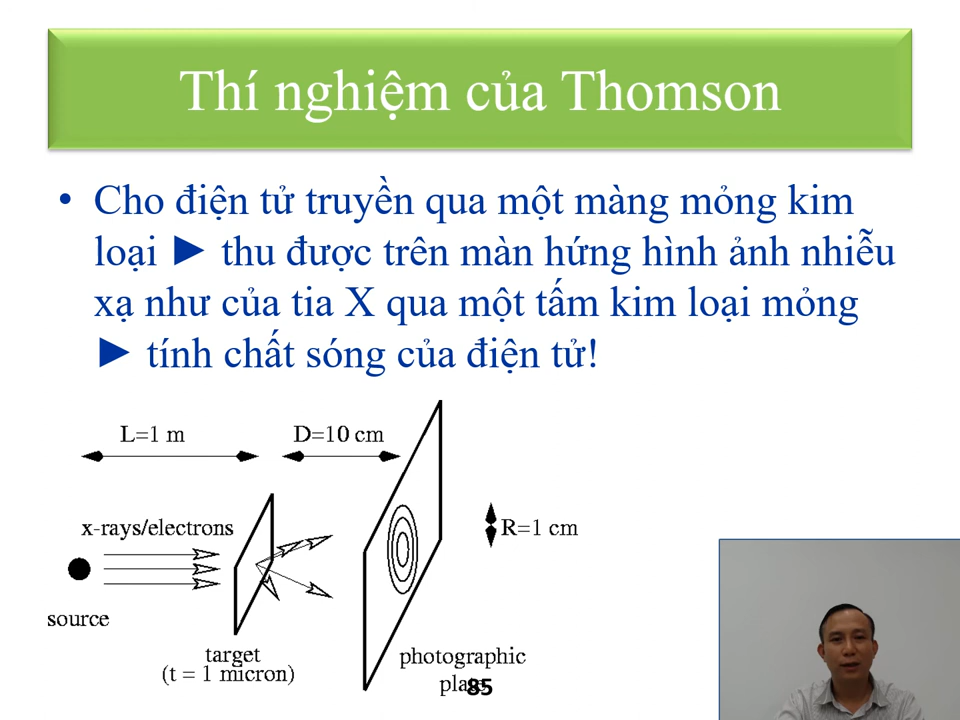 Thí nghiệm của Thomson
• Cho điện tử truyền qua một màng mỏng kim
loại ► thu được trên màn hứng hình ảnh nhiễu
xạ như của tia X qua một tấm kim loại mỏng
► tính chất sóng của điện tử!
L=1 m
D=10 cm
x-rays/electrons
R=1 cm
source
target
(t = 1 micron)
photographic
plate
85